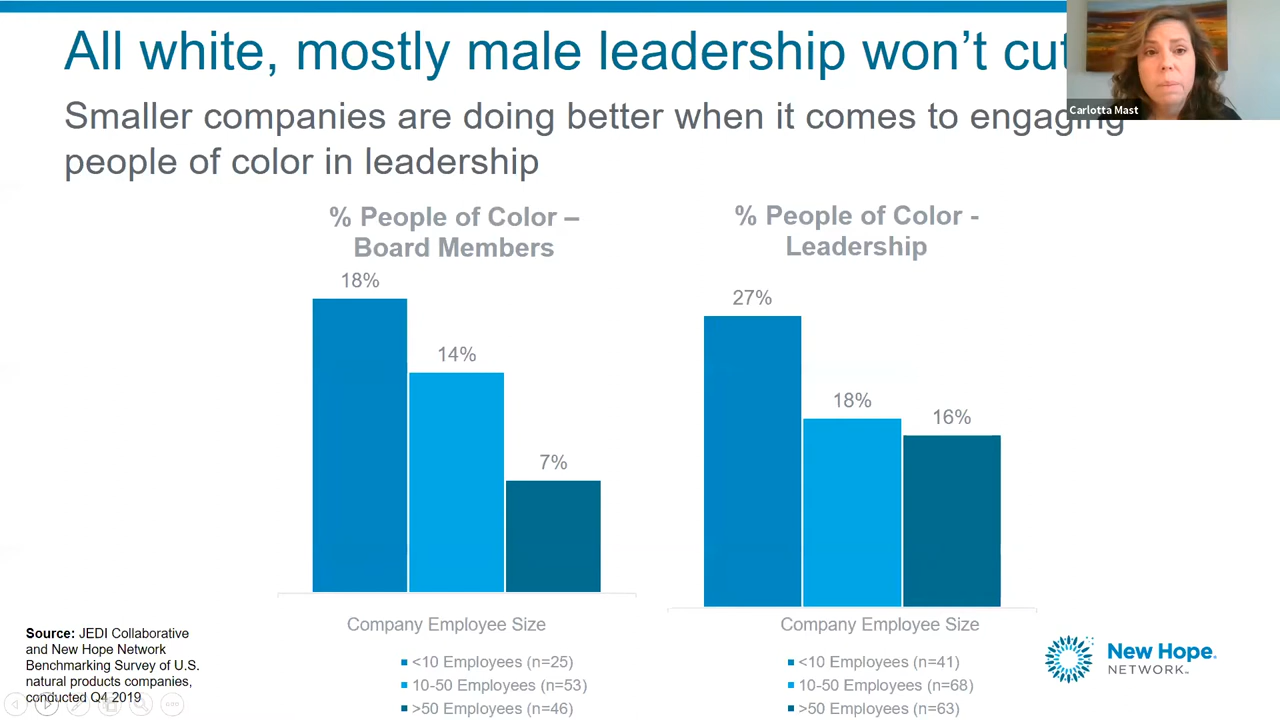 All white, mostly male leadership won’t cut
Carlotta Mast
Smaller companies are doing better when it comes to engaging
people of color in leadership
% People of Color –
Board Members
18%
14%
7%
Company Employee Size
<10 Employees (n=25)
10-50 Employees (n=53)
>50 Employees (n=46)
% People of Color -
Leadership
27%
18%
16%
Company Employee Size
<10 Employees (n=41)
10-50 Employees (n=68)
>50 Employees (n=63)
Source: JEDI Collaborative
and New Hope Network
Benchmarking Survey of U.S.
natural products companies,
conducted Q4 2019
New Hope
NETWORK